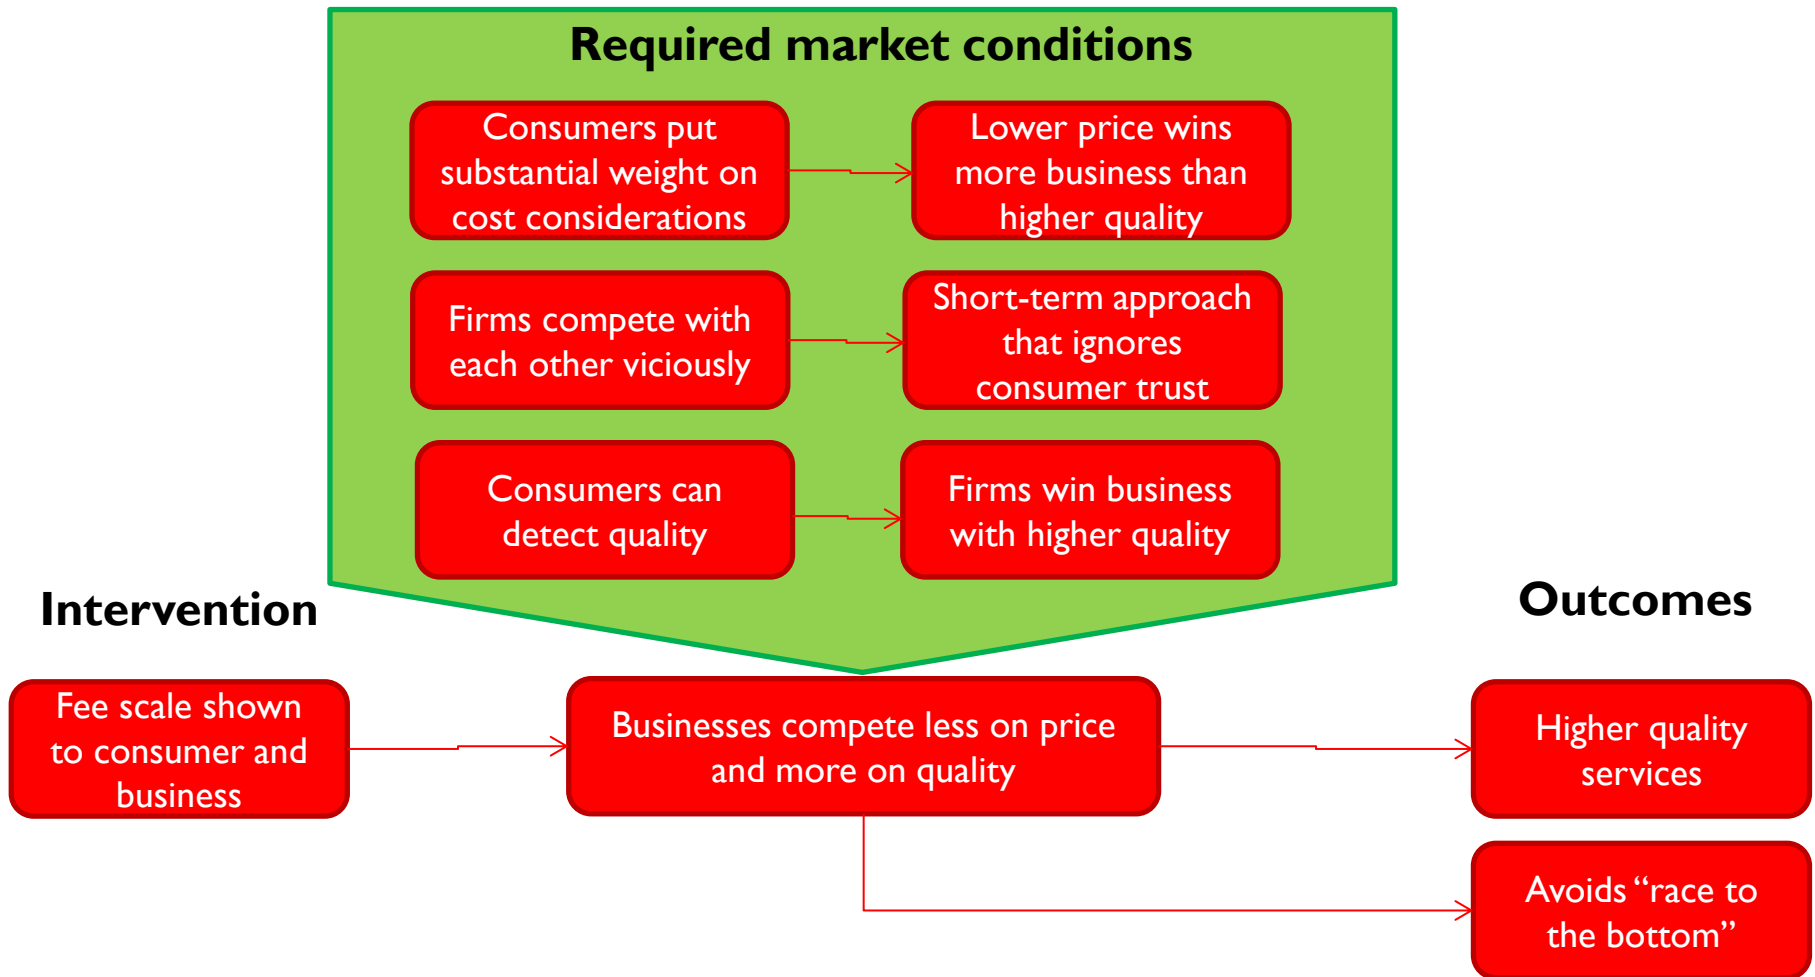 Required market conditions
Consumers put
substantial weight on
cost considerations
Lower price wins
more business than
higher quality
Firms compete with
each other viciously
Short-term approach
that ignores
consumer trust
Consumers can
detect quality
Firms win business
with higher quality
Intervention
Outcomes
Fee scale shown
to consumer and
business
Businesses compete less on price
and more on quality
Higher quality
services
Avoids “race to
the bottom”